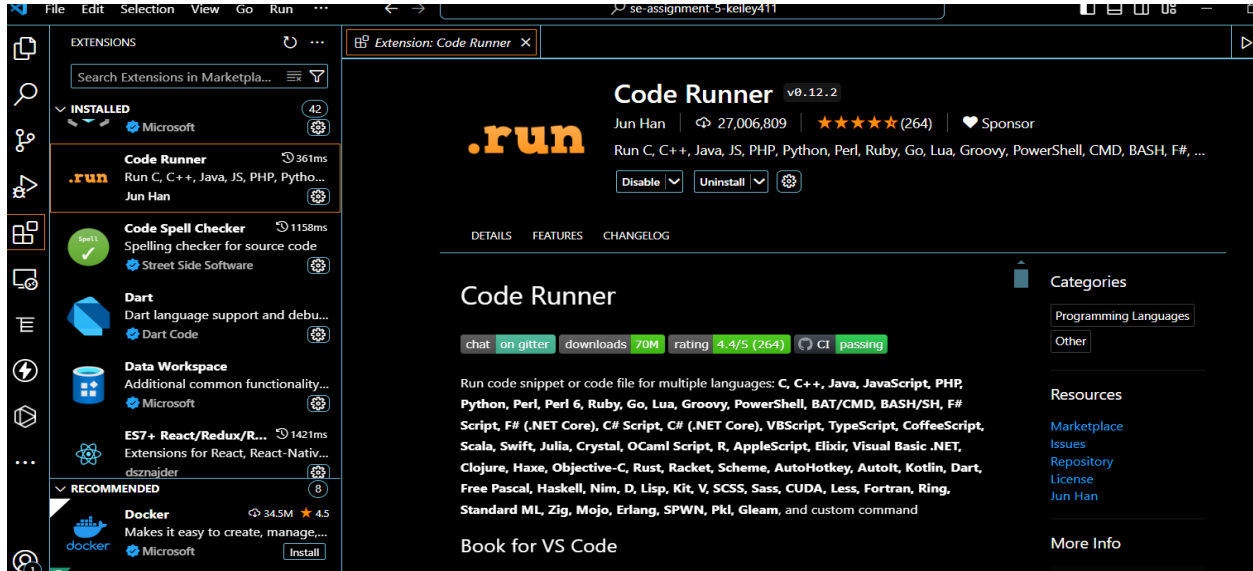 File Edit Selection View Go Run ···
se-assignment-5-keiley411
EXTENSIONS
Search Extensions in Marketpla...
INSTALLED 42
Microsoft
.run
Code Runner 361ms
Run C, C++, Java, JS, PHP, Pytho...
Jun Han
Spell
Code Spell Checker 1158ms
Spelling checker for source code
Street Side Software
Dart
Dart language support and debu...
Dart Code
Data Workspace
Additional common functionality...
Microsoft
ES7+ React/Redux/R... 1421ms
Extensions for React, React-Nativ...
dsznajder
RECOMMENDED 8
Docker 34.5M ★ 4.5
Makes it easy to create, manage,...
docker
Microsoft Install
1
Extension: Code Runner
.run
Code Runner v0.12.2
Jun Han 27,006,809 ★★★★★(264) Sponsor
Run C, C++, Java, JS, PHP, Python, Perl, Ruby, Go, Lua, Groovy, PowerShell, CMD, BASH, F#, ...
Disable Uninstall
DETAILS FEATURES CHANGELOG
Code Runner
chat on gitter downloads 70M rating 4.4/5 (264) CI passing
Run code snippet or code file for multiple languages: C, C++, Java, JavaScript, PHP,
Python, Perl, Perl 6, Ruby, Go, Lua, Groovy, PowerShell, BAT/CMD, BASH/SH, F#
Script, F# (.NET Core), C# Script, C# (.NET Core), VBScript, TypeScript, CoffeeScript,
Scala, Swift, Julia, Crystal, OCaml Script, R, AppleScript, Elixir, Visual Basic .NET,
Clojure, Haxe, Objective-C, Rust, Racket, Scheme, AutoHotkey, AutoIt, Kotlin, Dart,
Free Pascal, Haskell, Nim, D, Lisp, Kit, V, SCSS, Sass, CUDA, Less, Fortran, Ring,
Standard ML, Zig, Mojo, Erlang, SPWN, Pkl, Gleam, and custom command
Book for VS Code
Categories
Programming Languages
Other
Resources
Marketplace
Issues
Repository
License
Jun Han
More Info